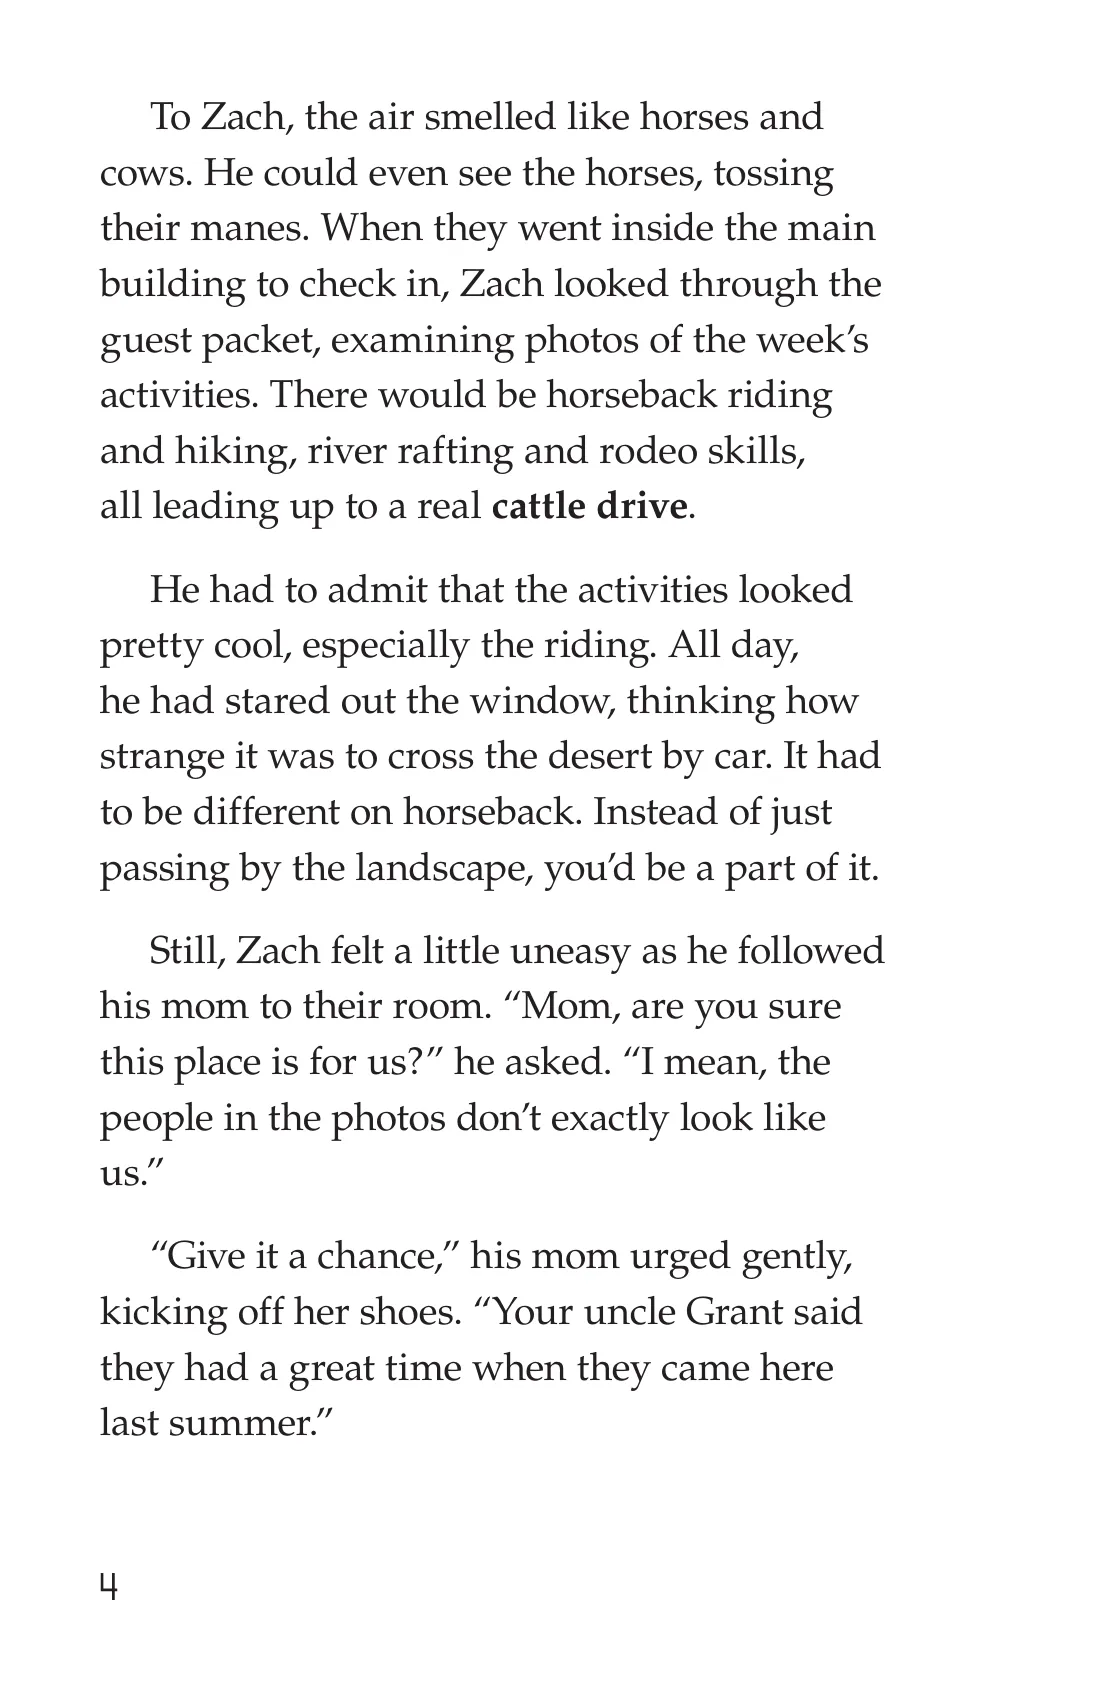 To Zach, the air smelled like horses and
cows. He could even see the horses, tossing
their manes. When they went inside the main
building to check in, Zach looked through the
guest packet, examining photos of the week’s
activities. There would be horseback riding
and hiking, river rafting and rodeo skills,
all leading up to a real cattle drive.
He had to admit that the activities looked
pretty cool, especially the riding. All day,
he had stared out the window, thinking how
strange it was to cross the desert by car. It had
to be different on horseback. Instead of just
passing by the landscape, you’d be a part of it.
Still, Zach felt a little uneasy as he followed
his mom to their room. “Mom, are you sure
this place is for us?” he asked. “I mean, the
people in the photos don’t exactly look like
us.”
“Give it a chance,” his mom urged gently,
kicking off her shoes. “Your uncle Grant said
they had a great time when they came here
last summer.”
4